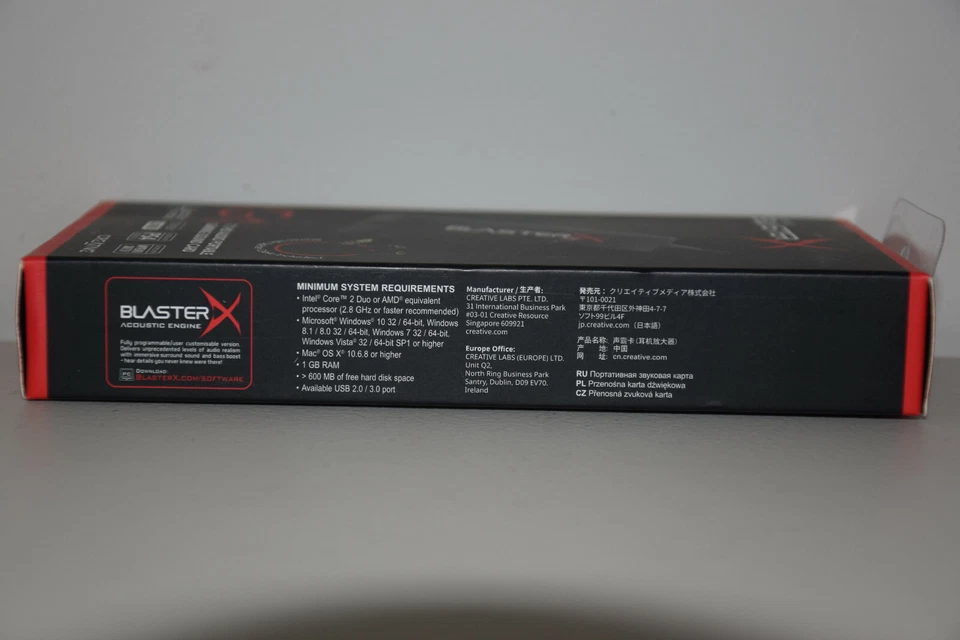 BLASTERX
BLASTERX
ACOUSTIC ENGINE
Fully programmable/user customisable version.
Delivers unprecedented levels of audio realism
with immersive surround sound and bass boost
- hear details you never knew were there!
DOWNLOAD:
BLASTERX.COM/SOFTWARE
MINIMUM SYSTEM REQUIREMENTS
• Intel® Core™ 2 Duo or AMD® equivalent
processor (2.8 GHz or faster recommended)
• Microsoft® Windows® 10 32 / 64-bit, Windows
8.1 / 8.0 32 / 64-bit, Windows 7 32 / 64-bit,
Windows Vista® 32 / 64-bit SP1 or higher
• Mac® OS X® 10.6.8 or higher
• 1 GB RAM
• > 600 MB of free hard disk space
• Available USB 2.0 / 3.0 port
Manufacturer / 生产者:
CREATIVE LABS PTE. LTD.
31 International Business Park
#03-01 Creative Resource
Singapore 609921
creative.com
Europe Office:
CREATIVE LABS (EUROPE) LTD.
Unit Q2,
North Ring Business Park
Santry, Dublin, D09 EV70.
Ireland
発売元： クリエイティブメディア株式会社
〒101-0021
東京都千代田区外神田4-7-7
ソフト99ビル4F
jp.creative.com（日本語）
产品名称: 声霸卡(耳机放大器)
产 地: 中国
网 址: cn.creative.com
RU Портативная звуковая карта
PL Przenośna karta dźwiękowa
CZ Přenosná zvuková karta